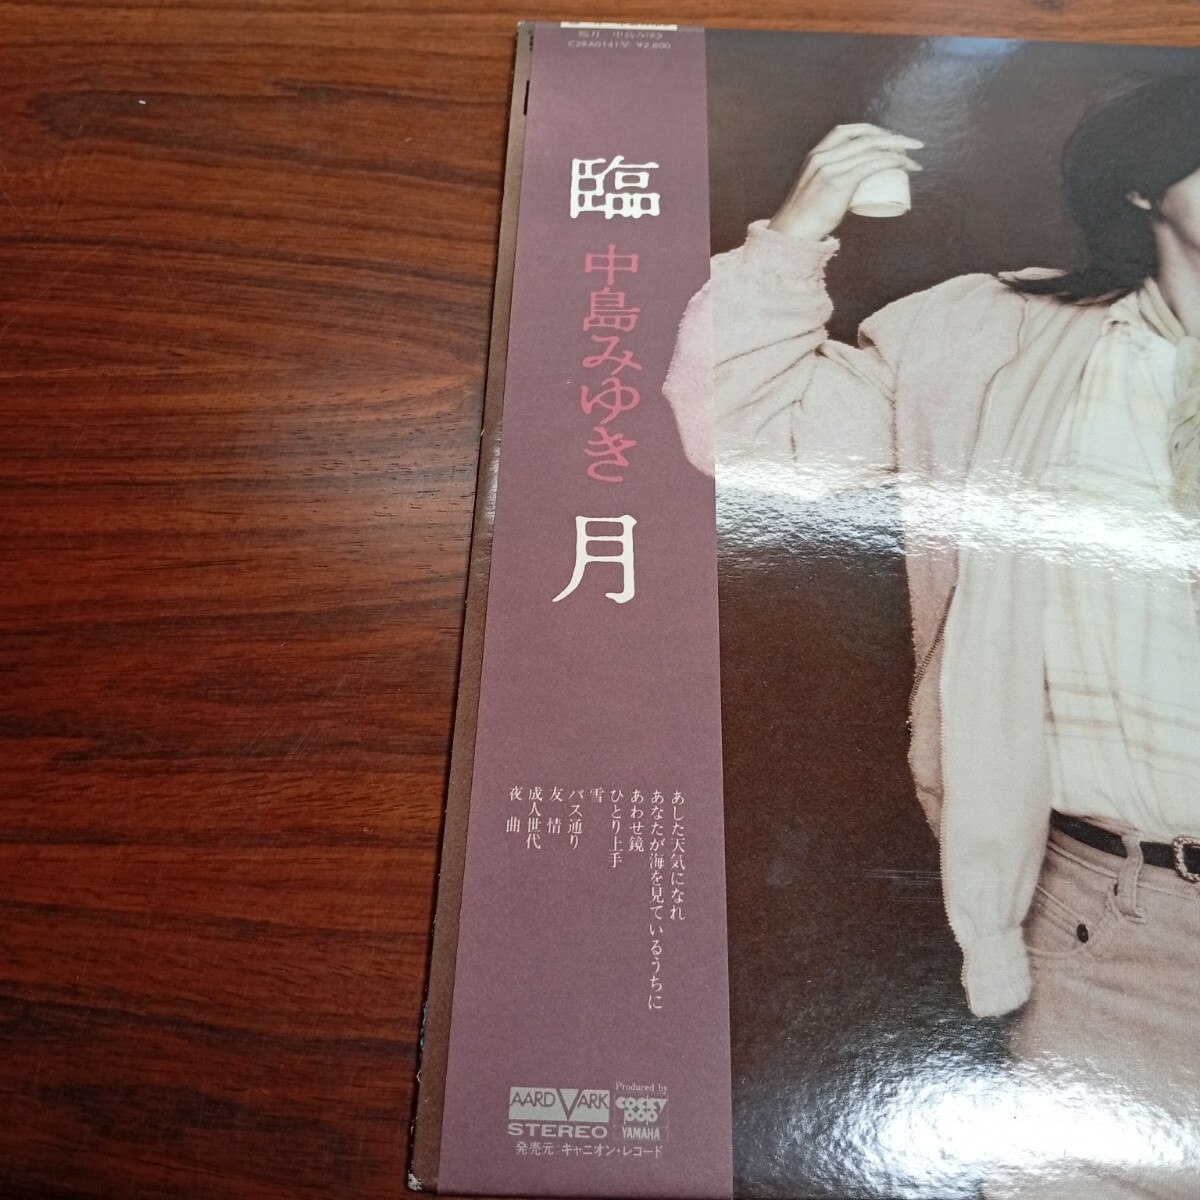 臨月／中島みゆき
C28A0141 ¥2,800
臨月
中島みゆき
あした天気になれ
あなたが海を見ているうちに
あわせ鏡
ひとり上手
雪
バス通り
友情
成人世代
夜曲
AARDVARK
STEREO
Produced by
COCKY
POP
YAMAHA
発売元:キャニオン・レコード